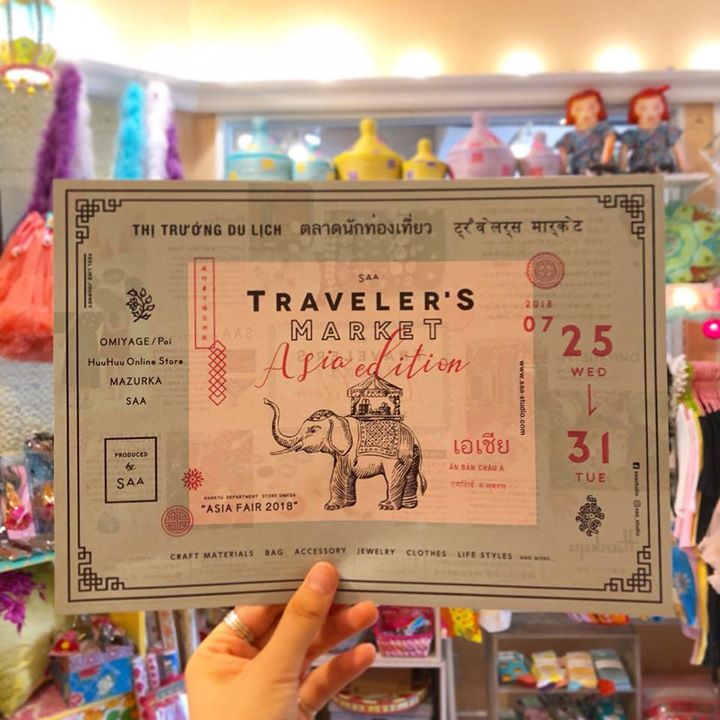 THỊ TRƯỜNG DU LỊCH ตลาดนักท่องเที่ยว
FEEL LIKE JOURNEY
SAA
TRAVELER'S
MARKET
Asia edition
2018
07
25
WED
31
TUE
OMIYAGE/Poi
HuuHuu Online Store
MAZURKA
SAA
www.saa-studio.com
PRODUCED
by
SAA
เอเชีย
ẤN BẢN CHÂU Á
HANKYU DEPARTMENT STORE UMEDA
"ASIA FAIR 2018"
CRAFT MATERIALS BAG ACCESSORY JEWELRY CLOTHES LIFE STYLES AND MORE...